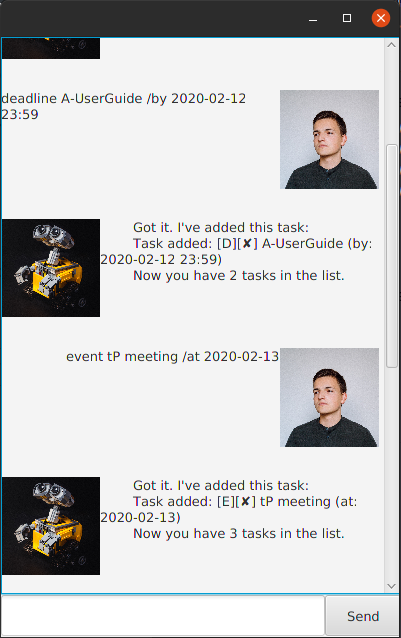 deadline A-UserGuide /by 2020-02-12
23:59
Got it. I've added this task:
Task added: [D][✘] A-UserGuide (by:
2020-02-12 23:59)
Now you have 2 tasks in the list.
event tP meeting /at 2020-02-13
Got it. I've added this task:
Task added: [E][✘] tP meeting (at:
2020-02-13)
Now you have 3 tasks in the list.
Send